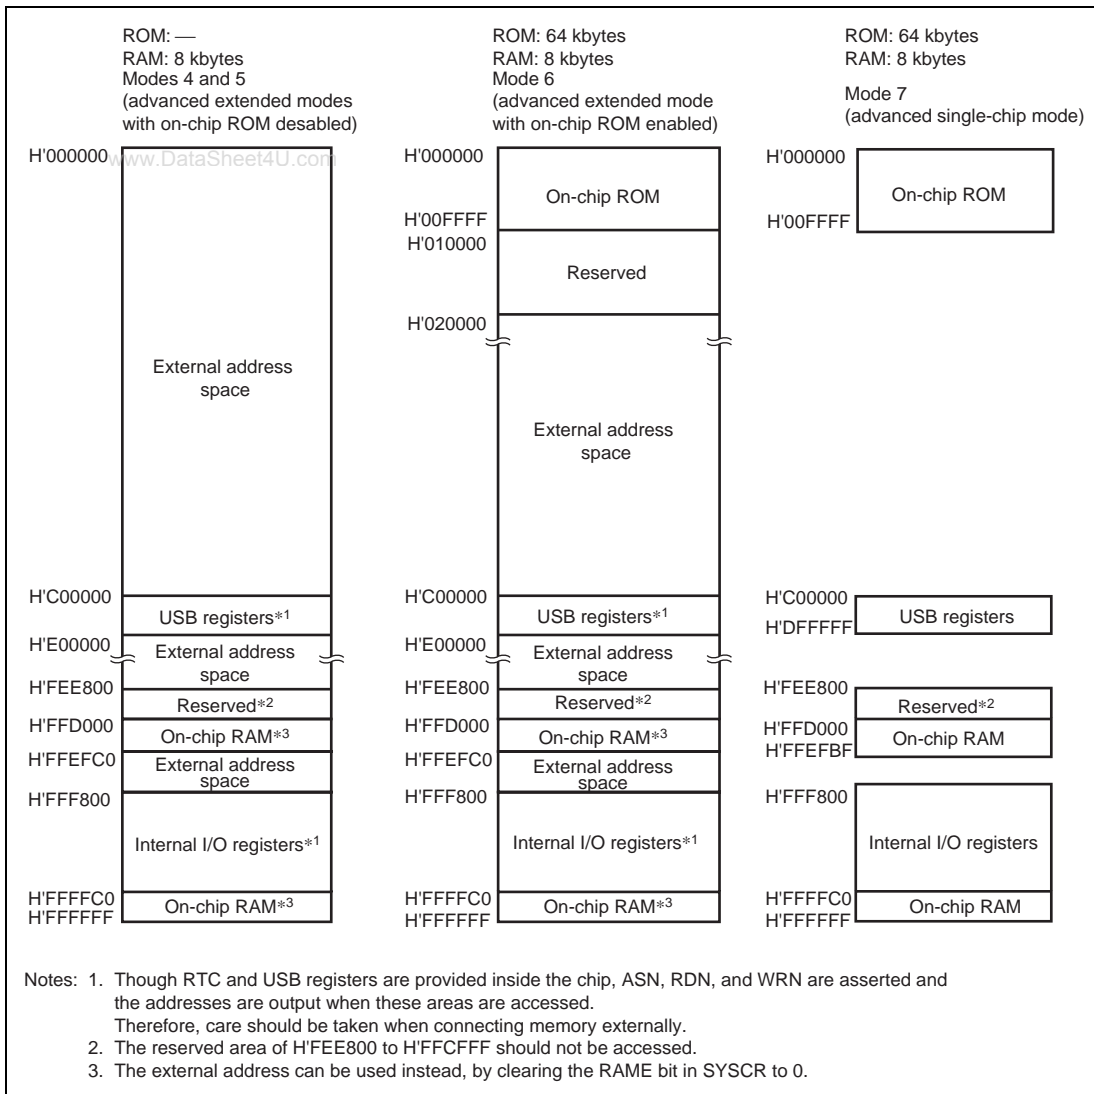 ROM: —
RAM: 8 kbytes
Modes 4 and 5
(advanced extended modes
with on-chip ROM desabled)
H'000000
www.DataSheet4U.com
External address
space
H'C00000
USB registers*1
H'E00000
External address
space
H'FEE800
Reserved*2
H'FFD000
On-chip RAM*3
H'FFEFC0
External address
space
H'FFF800
Internal I/O registers*1
H'FFFFC0
On-chip RAM*3
H'FFFFFF
ROM: 64 kbytes
RAM: 8 kbytes
Mode 6
(advanced extended mode
with on-chip ROM enabled)
H'000000
On-chip ROM
H'00FFFF
H'010000
Reserved
H'020000
External address
space
H'C00000
USB registers*1
H'E00000
External address
space
H'FEE800
Reserved*2
H'FFD000
On-chip RAM*3
H'FFEFC0
External address
space
H'FFF800
Internal I/O registers*1
H'FFFFC0
On-chip RAM*3
H'FFFFFF
ROM: 64 kbytes
RAM: 8 kbytes
Mode 7
(advanced single-chip mode)
H'000000
On-chip ROM
H'00FFFF
H'C00000
USB registers
H'DFFFFF
H'FEE800
Reserved*2
H'FFD000
On-chip RAM
H'FFEFBF
H'FFF800
Internal I/O registers
H'FFFFC0
On-chip RAM
H'FFFFFF
Notes: 1. Though RTC and USB registers are provided inside the chip, ASN, RDN, and WRN are asserted and
the addresses are output when these areas are accessed.
Therefore, care should be taken when connecting memory externally.
2. The reserved area of H'FEE800 to H'FFCFFF should not be accessed.
3. The external address can be used instead, by clearing the RAME bit in SYSCR to 0.